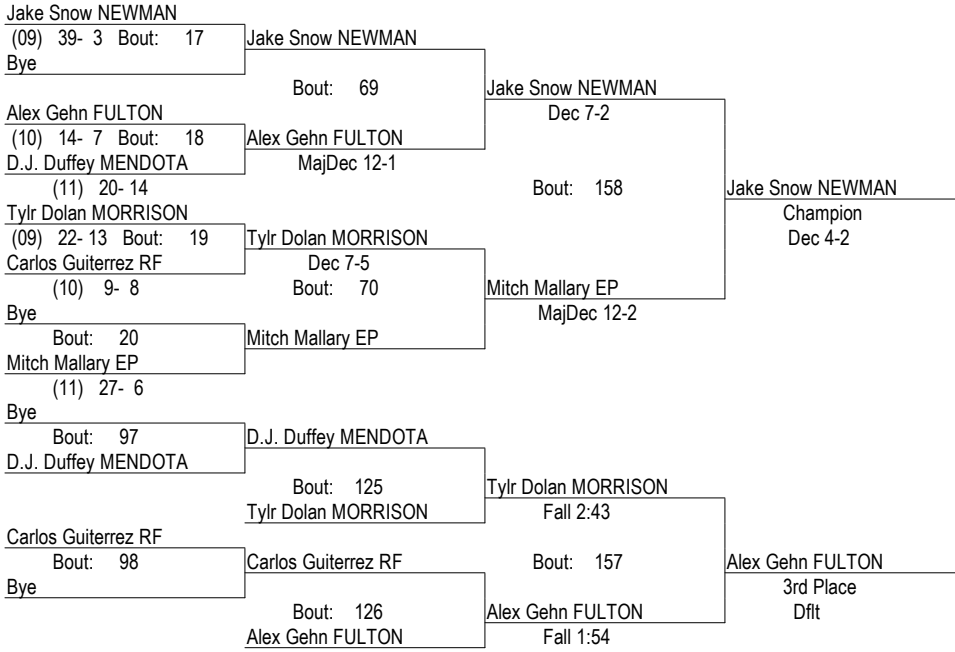 Jake Snow NEWMAN
(09) 39- 3 Bout: 17 Jake Snow NEWMAN
Bye
Bout: 69 Jake Snow NEWMAN
Alex Gehn FULTON Dec 7-2
(10) 14- 7 Bout: 18 Alex Gehn FULTON
D.J. Duffey MENDOTA MajDec 12-1
(11) 20- 14 Bout: 158 Jake Snow NEWMAN
Tylr Dolan MORRISON Champion
(09) 22- 13 Bout: 19 Tylr Dolan MORRISON Dec 4-2
Carlos Guiterrez RF Dec 7-5
(10) 9- 8 Bout: 70 Mitch Mallary EP
Bye MajDec 12-2
Bout: 20 Mitch Mallary EP
Mitch Mallary EP
(11) 27- 6
Bye
Bout: 97 D.J. Duffey MENDOTA
D.J. Duffey MENDOTA
Bout: 125 Tylr Dolan MORRISON
Tylr Dolan MORRISON Fall 2:43
Carlos Guiterrez RF
Bout: 98 Carlos Guiterrez RF Bout: 157 Alex Gehn FULTON
Bye 3rd Place
Bout: 126 Alex Gehn FULTON Dflt
Alex Gehn FULTON Fall 1:54